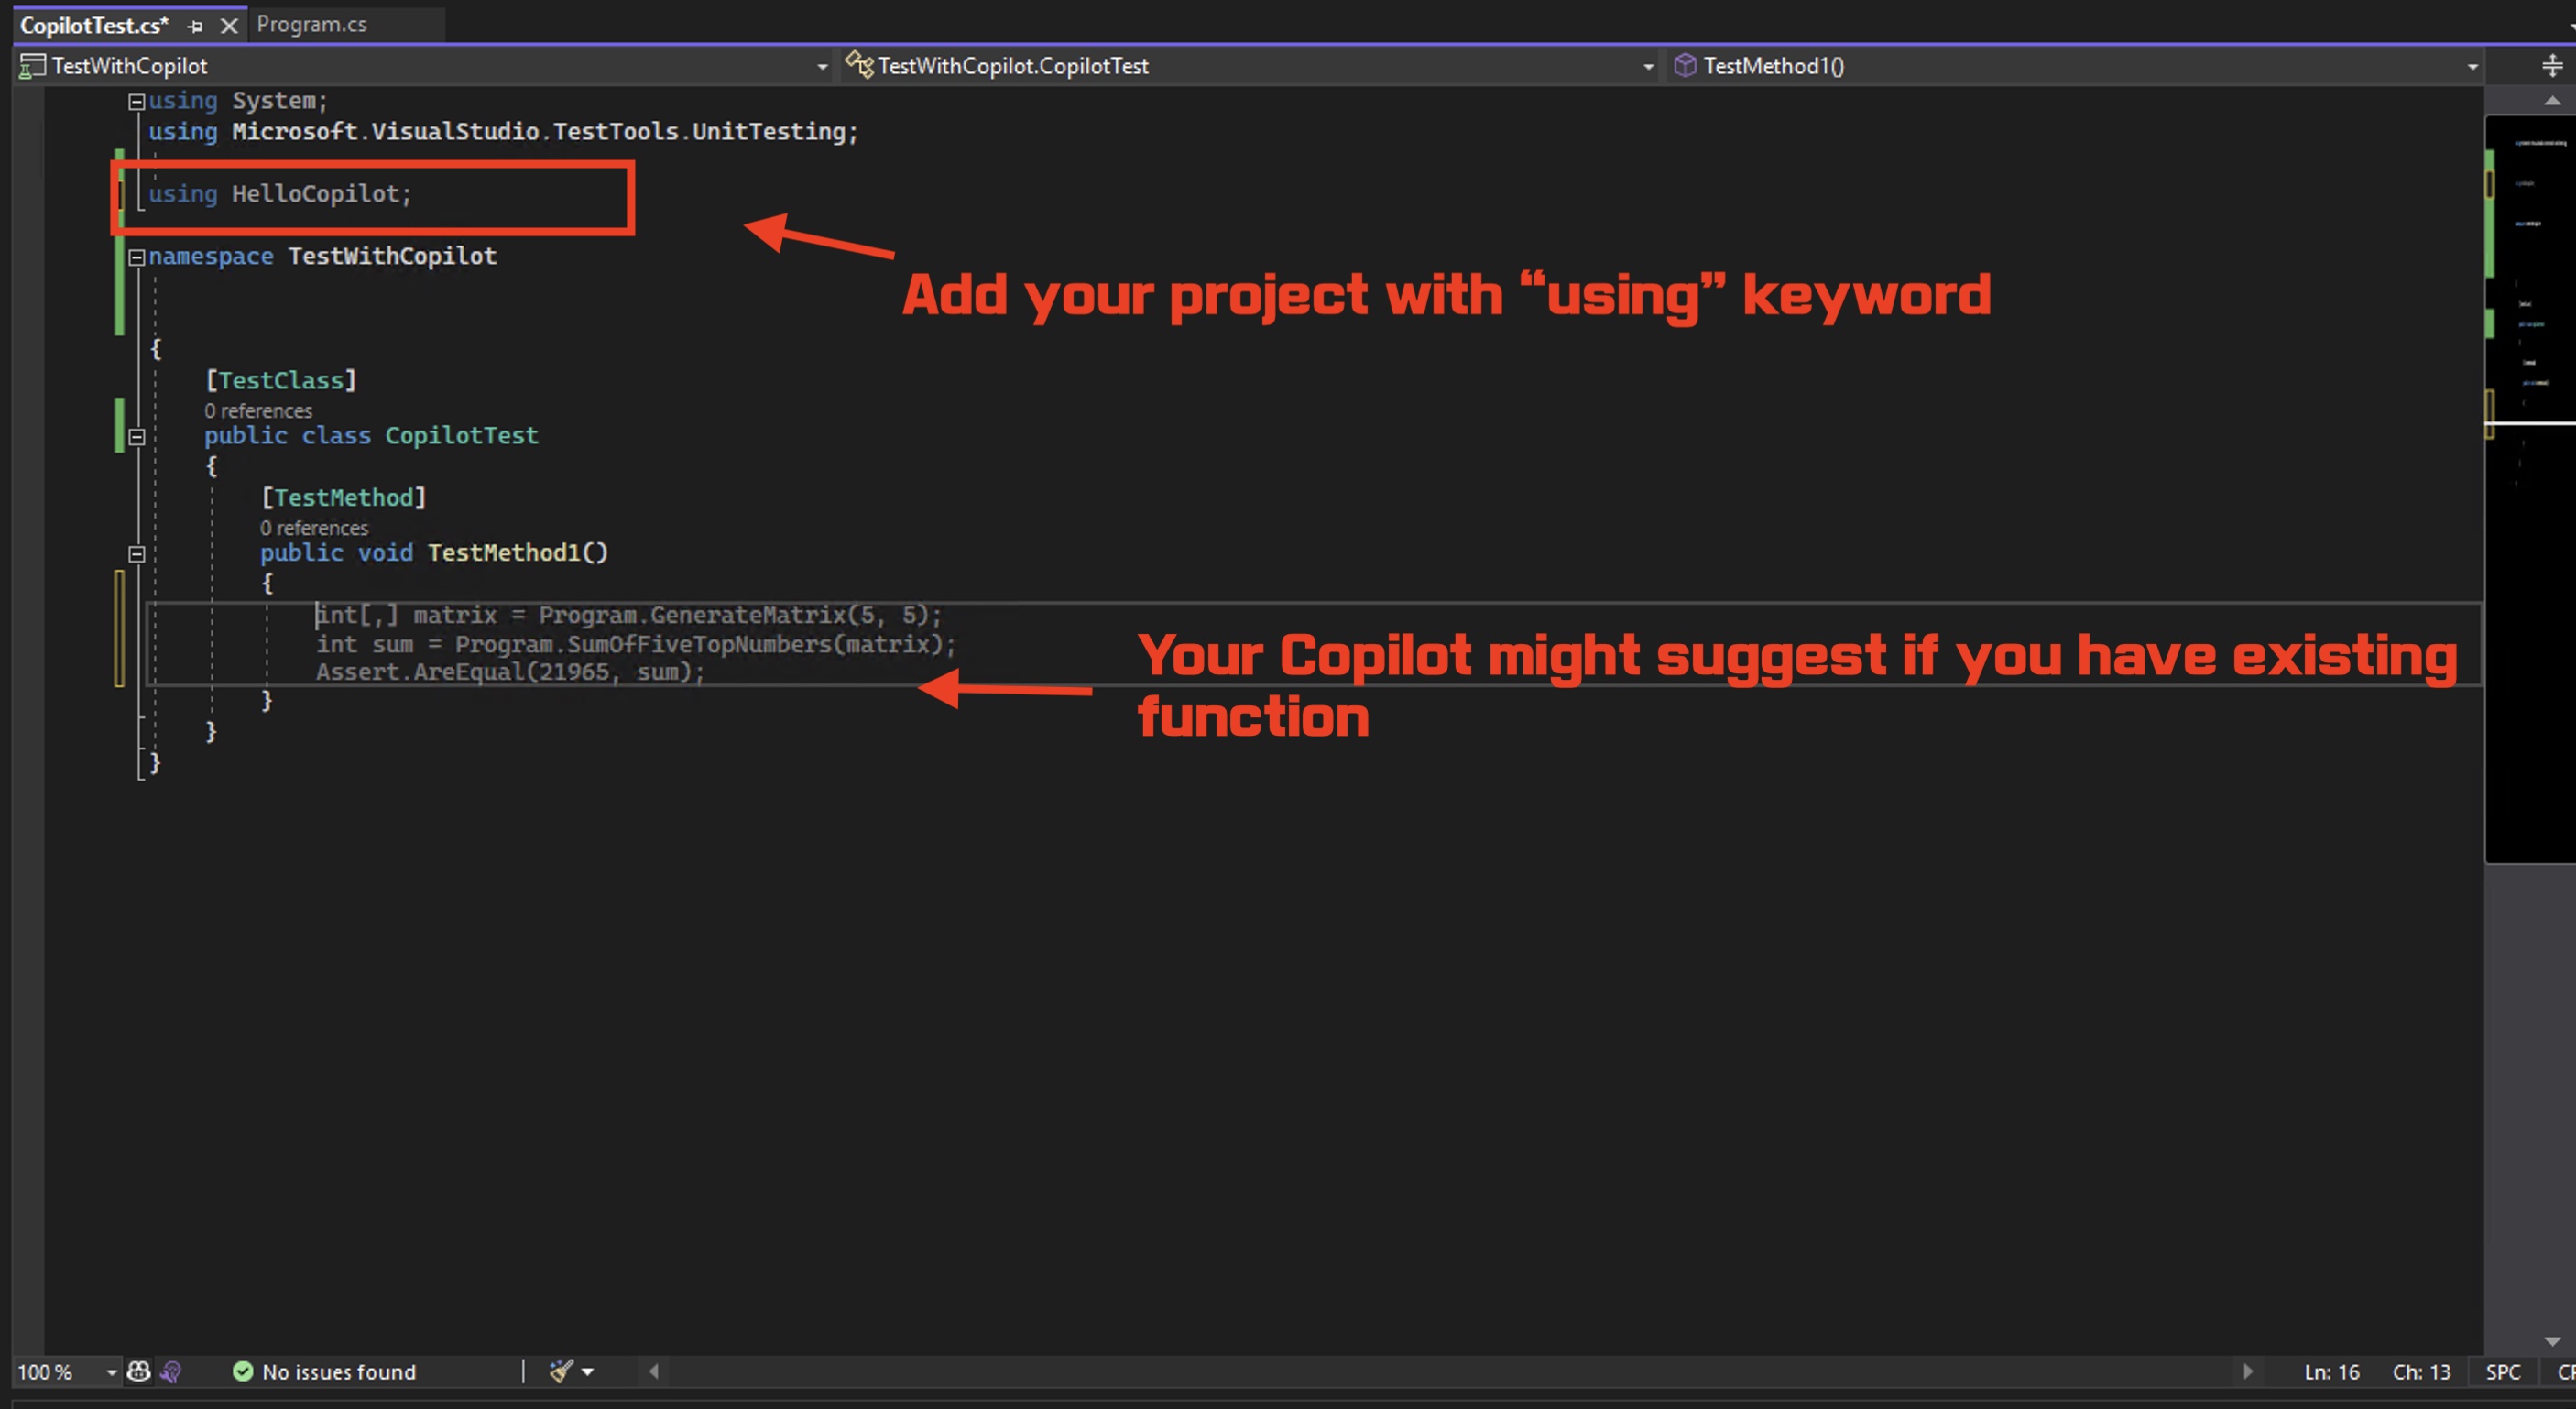 CopilotTest.cs* Program.cs
TestWithCopilot TestWithCopilot.CopilotTest TestMethod1()
using System;
using Microsoft.VisualStudio.TestTools.UnitTesting;
using HelloCopilot;
namespace TestWithCopilot
Add your project with “using” keyword
{
[TestClass]
0 references
public class CopilotTest
{
[TestMethod]
0 references
public void TestMethod1()
{
int[,] matrix = Program.GenerateMatrix(5, 5);
int sum = Program.SumOfFiveTopNumbers(matrix);
Assert.AreEqual(21965, sum);
Your Copilot might suggest if you have existing
function
}
}
}
100 % No issues found Ln: 16 Ch: 13 SPC